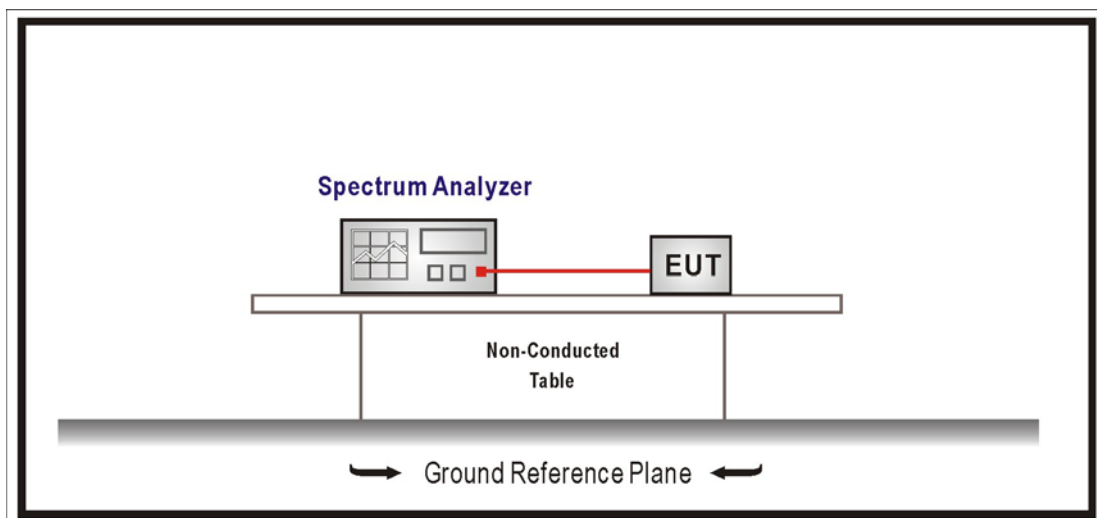 Spectrum Analyzer
EUT
Non-Conducted
Table
Ground Reference Plane